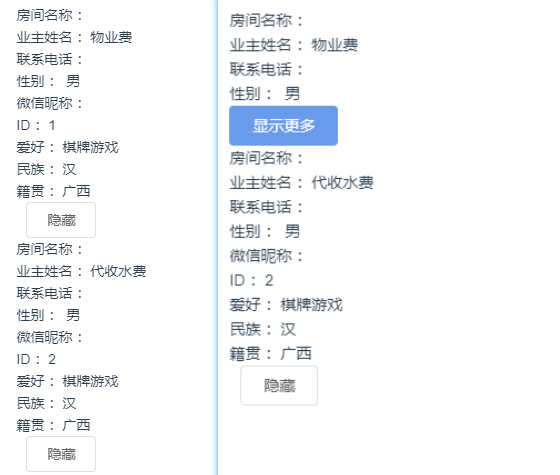 房间名称：
业主姓名： 物业费
联系电话：
性别： 男
微信昵称：
ID： 1
爱好： 棋牌游戏
民族： 汉
籍贯： 广西
隐藏
房间名称：
业主姓名： 代收水费
联系电话：
性别： 男
微信昵称：
ID： 2
爱好： 棋牌游戏
民族： 汉
籍贯： 广西
隐藏
房间名称：
业主姓名： 物业费
联系电话：
性别： 男
显示更多
房间名称：
业主姓名： 代收水费
联系电话：
性别： 男
微信昵称：
ID： 2
爱好： 棋牌游戏
民族： 汉
籍贯： 广西
隐藏